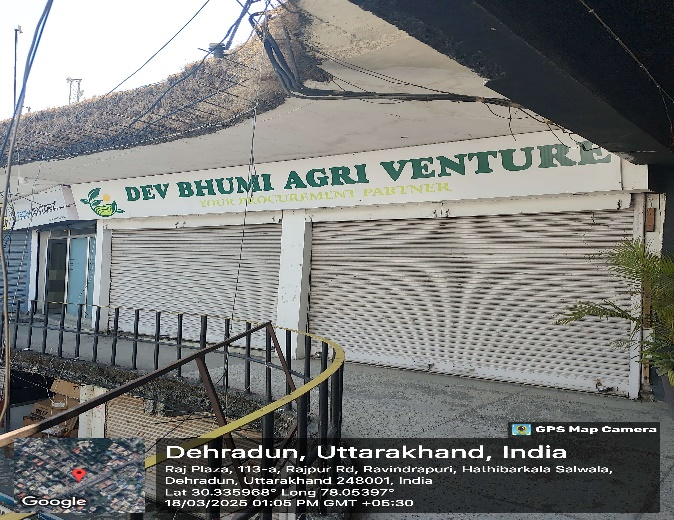 DEV BHUMI AGRI VENTURE
YOUR PROCUREMENT PARTNER
GPS Map Camera
Dehradun, Uttarakhand, India
Raj Plaza, 113-a, Rajpur Rd, Ravindrapuri, Hathibarkala Salwala,
Dehradun, Uttarakhand 248001, India
Lat 30.335968° Long 78.05397°
18/03/2025 01:05 PM GMT +05:30
Google